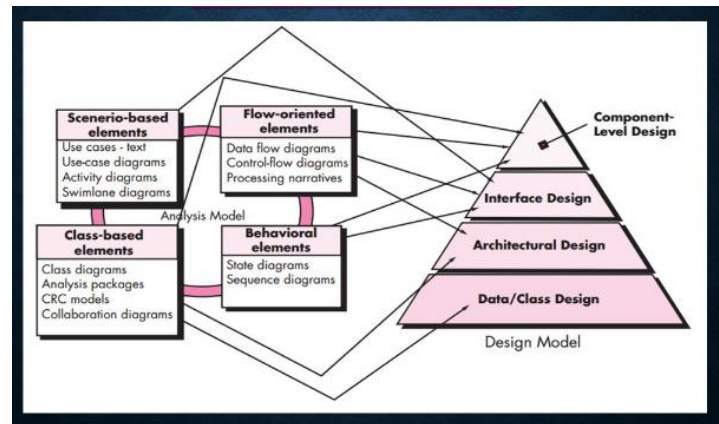 Scenerio-based
elements
Use cases - text
Use-case diagrams
Activity diagrams
Swimlane diagrams
Flow-oriented
elements
Data flow diagrams
Control-flow diagrams
Processing narratives
Analysis Model
Class-based
elements
Class diagrams
Analysis packages
CRC models
Collaboration diagrams
Behavioral
elements
State diagrams
Sequence diagrams
Component-
Level Design
Interface Design
Architectural Design
Data/Class Design
Design Model